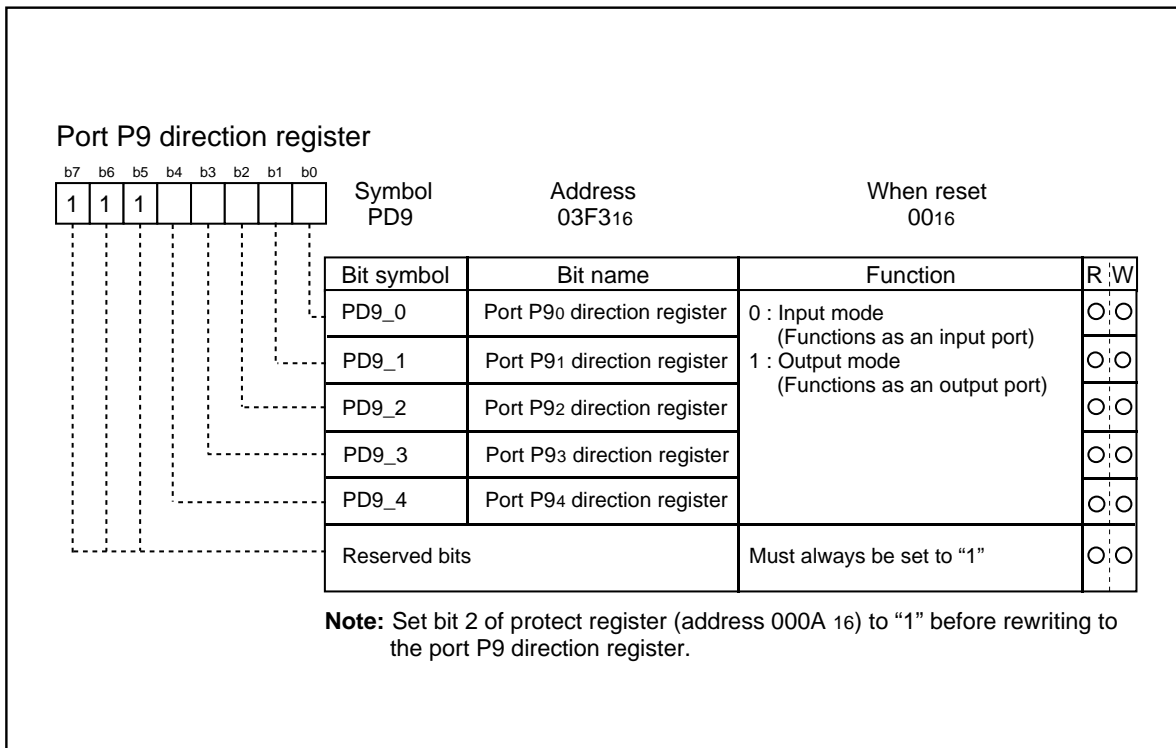 Port P9 direction register
b7 b6 b5 b4 b3 b2 b1 b0
1 1 1
Symbol Address When reset
PD9 03F316 0016
Bit symbol Bit name Function R W
PD9_0 Port P90 direction register 0 : Input mode
(Functions as an input port)
PD9_1 Port P91 direction register 1 : Output mode
(Functions as an output port)
PD9_2 Port P92 direction register
PD9_3 Port P93 direction register
PD9_4 Port P94 direction register
Reserved bits Must always be set to “1”
Note: Set bit 2 of protect register (address 000A 16) to “1” before rewriting to
the port P9 direction register.